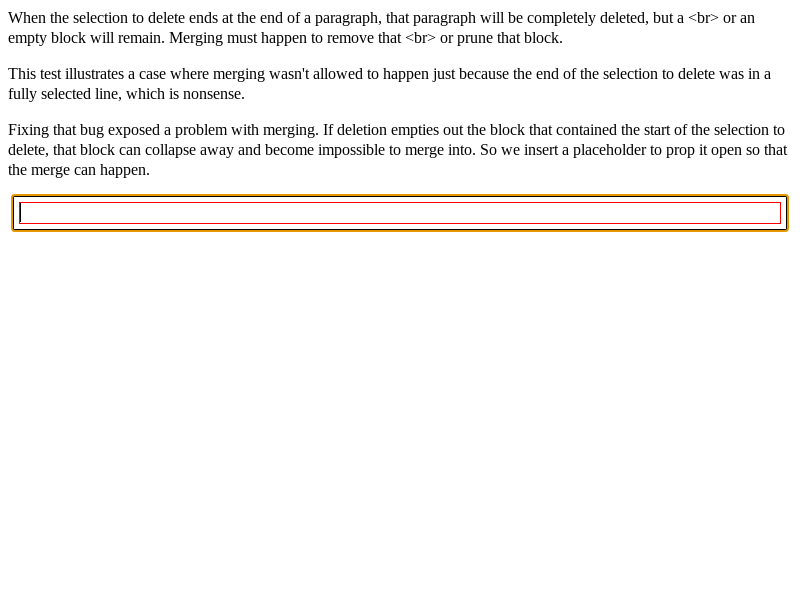 When the selection to delete ends at the end of a paragraph, that paragraph will be completely deleted, but a <br> or an
empty block will remain. Merging must happen to remove that <br> or prune that block.
This test illustrates a case where merging wasn't allowed to happen just because the end of the selection to delete was in a
fully selected line, which is nonsense.
Fixing that bug exposed a problem with merging. If deletion empties out the block that contained the start of the selection to
delete, that block can collapse away and become impossible to merge into. So we insert a placeholder to prop it open so that
the merge can happen.